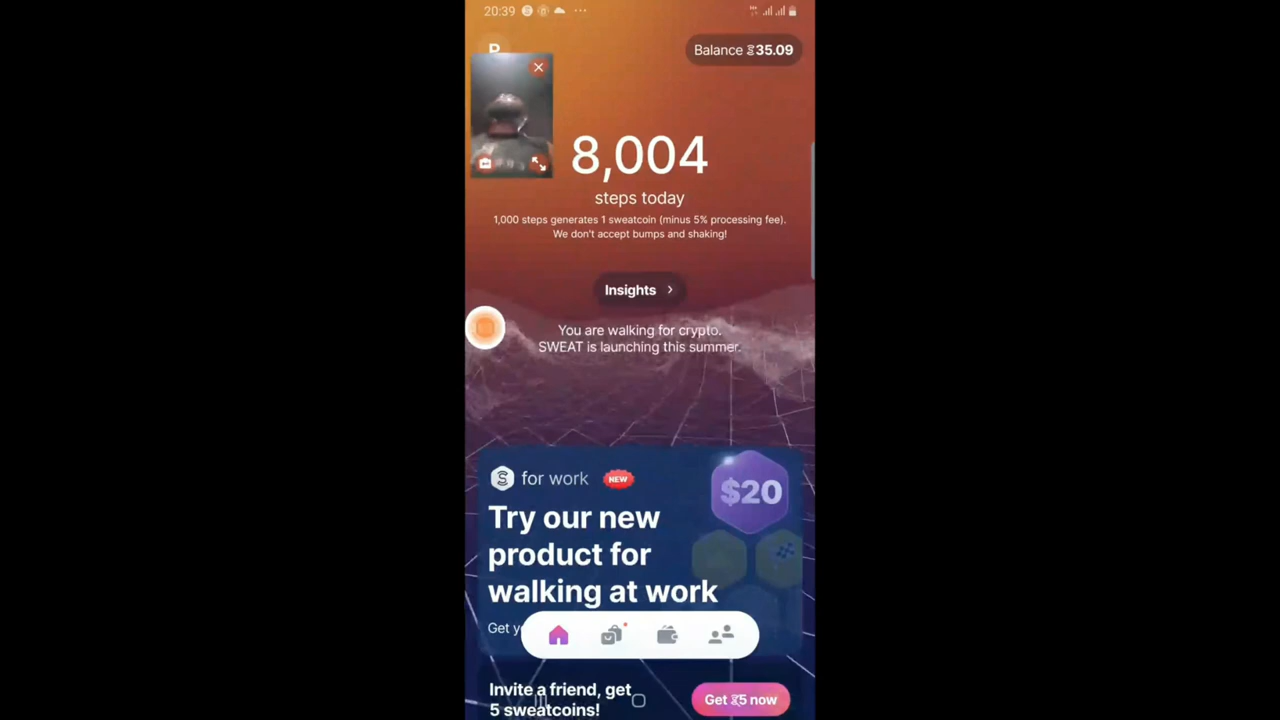 20:39
Balance 35.09
8,004
steps today
1,000 steps generates 1 sweatcoin (minus 5% processing fee).
We don't accept bumps and shaking!
Insights
You are walking for crypto.
SWEAT is launching this summer.
for work NEW
$20
Try our new
product for
walking at work
Get
Invite a friend, get
5 sweatcoins!
Get 5 now